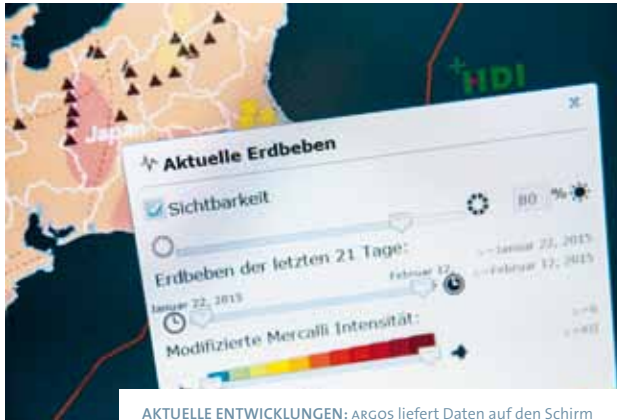 HDI
Japan
Aktuelle Erdbeben
Sichtbarkeit
80 %
Erdbeben der letzten 21 Tage:
>=Januar 22, 2015
<=Februar 12, 2015
Januar 22, 2015
Februar 12,
Modifizierte Mercalli Intensität:
AKTUELLE ENTWICKLUNGEN: ARGOS liefert Daten auf den Schirm